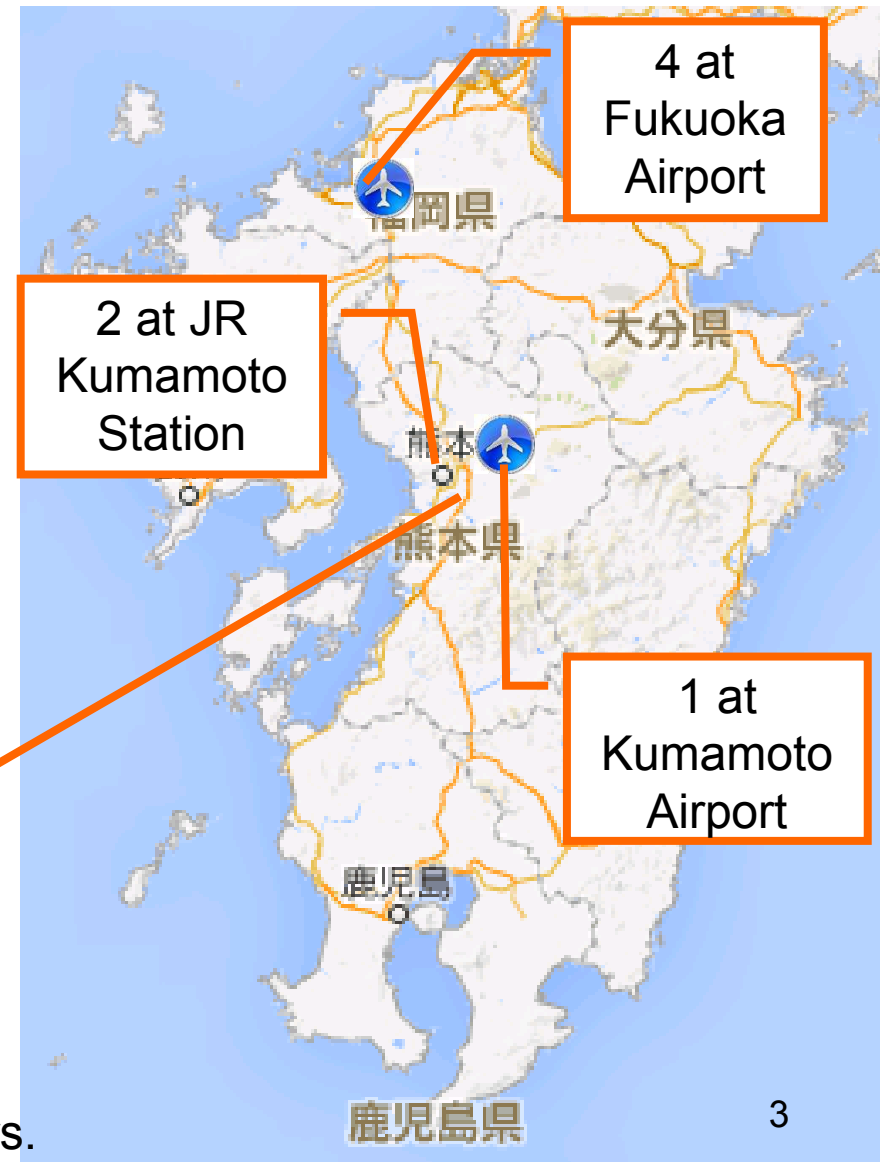 4 at
Fukuoka
Airport
福岡県
2 at JR
Kumamoto
Station
大分県
熊本
熊本県
1 at
Kumamoto
Airport
鹿児島
鹿児島県
3
s.